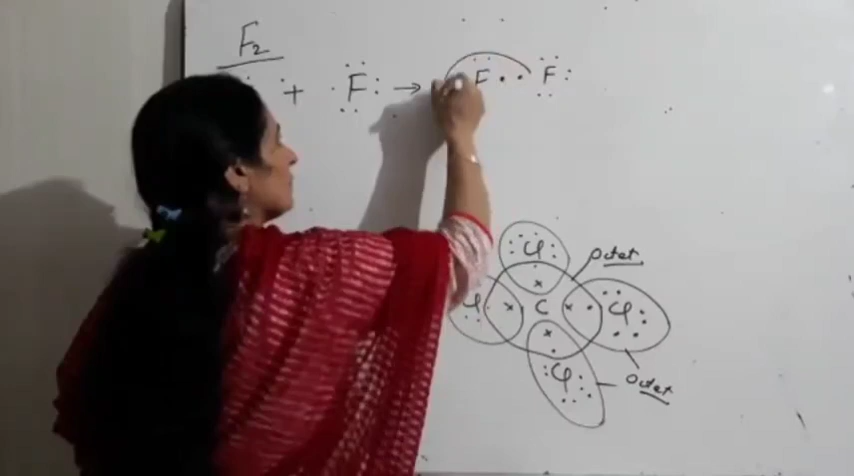 F₂
+ F → F F
Cl
Octet
Cl C Cl
Cl
Octet